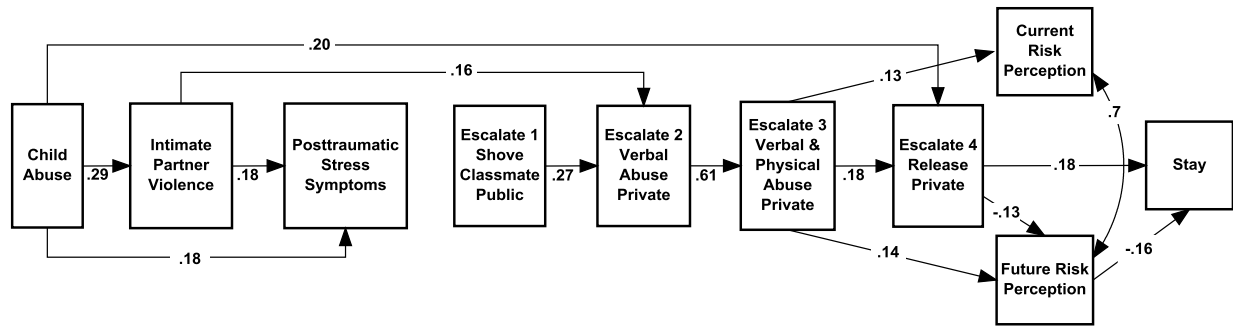 .20
.16
Child
Abuse
.29
Intimate
Partner
Violence
.18
Posttraumatic
Stress
Symptoms
.18
Escalate 1
Shove
Classmate
Public
.27
Escalate 2
Verbal
Abuse
Private
.61
Escalate 3
Verbal &
Physical
Abuse
Private
.18
Escalate 4
Release
Private
.13
Current
Risk
Perception
.7
.18
Stay
-.13
.14
Future Risk
Perception
-.16